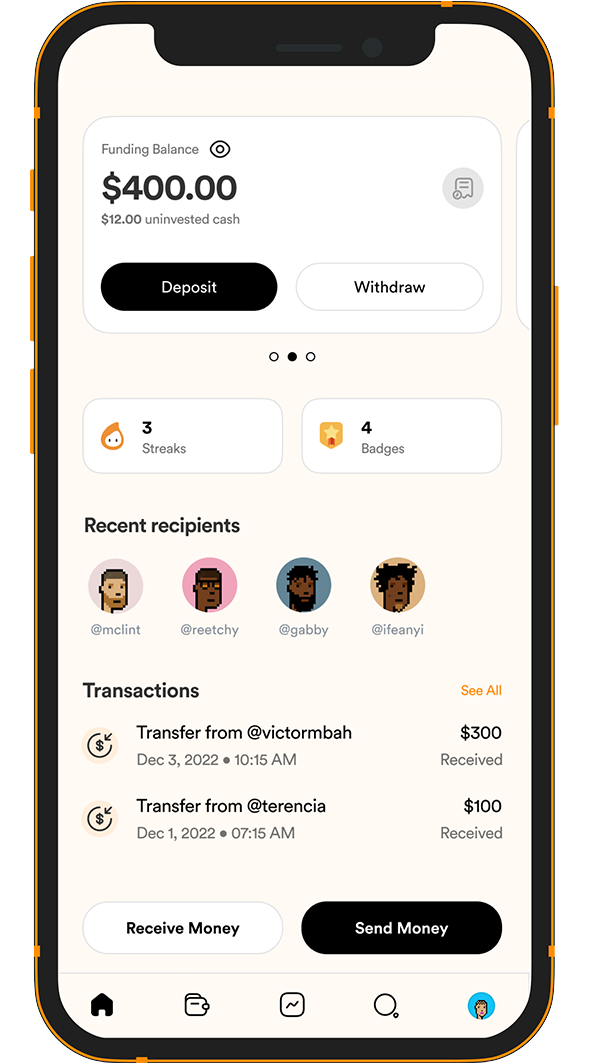 Funding Balance
$400.00
$12.00 uninvested cash
Deposit Withdraw
3
Streaks
4
Badges
Recent recipients
@mclint @reetchy @gabby @ifeanyi
Transactions See All
Transfer from @victormbah $300
Dec 3, 2022 • 10:15 AM Received
Transfer from @terencia $100
Dec 1, 2022 • 07:15 AM Received
Receive Money Send Money